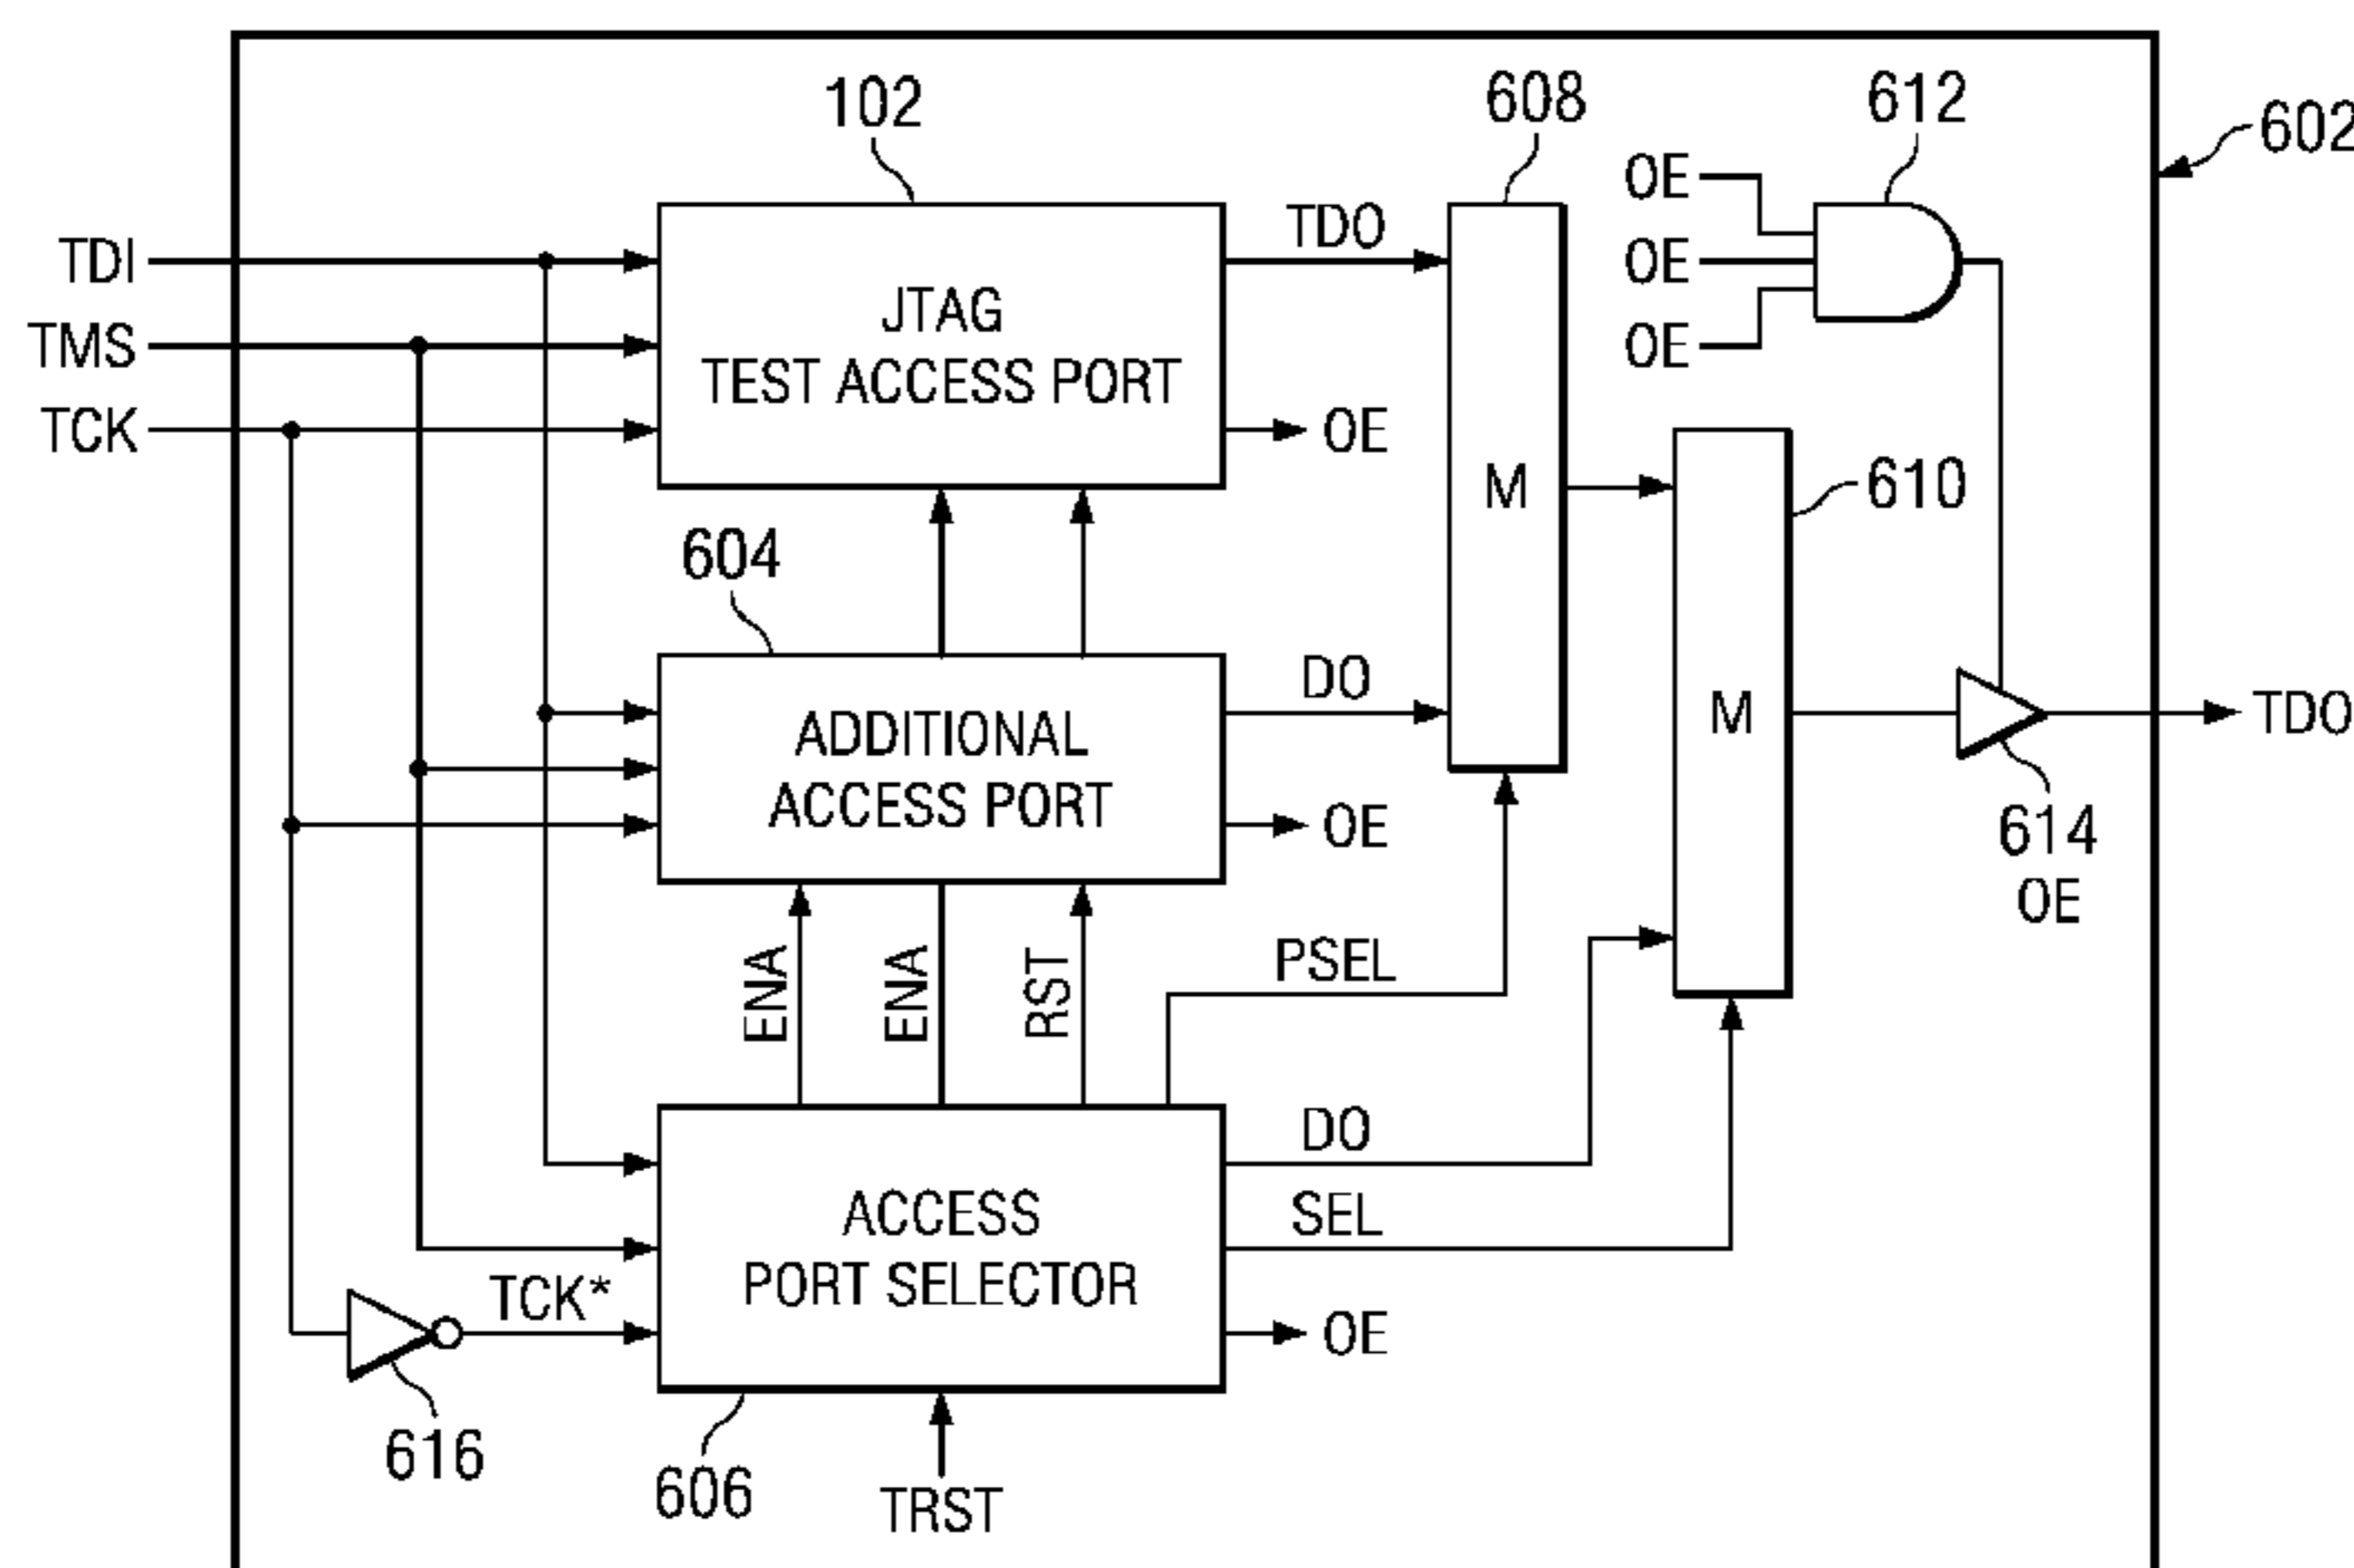 102
608
612
602
OE
TDI
TDO
OE
TMS
JTAG
TEST ACCESS PORT
OE
TCK
OE
M
610
604
DO
M
TDO
ADDITIONAL
ACCESS PORT
OE
614
OE
ENA
ENA
RST
PSEL
DO
ACCESS
PORT SELECTOR
SEL
TCK*
OE
616
606
TRST